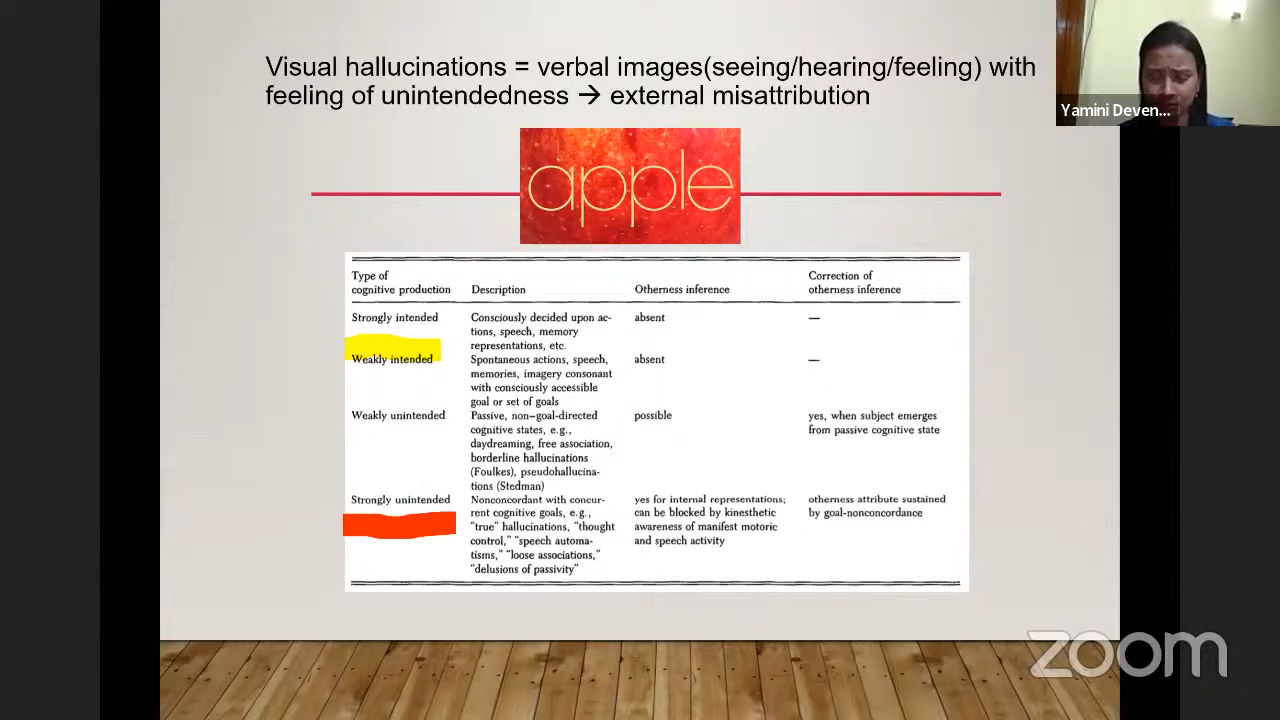 Visual hallucinations = verbal images(seeing/hearing/feeling) with
feeling of unintendedness → external misattribution
Yamini Deven...
apple
Type of
cognitive production
Description
Otherness inference
Correction of
otherness inference
Strongly intended
Consciously decided upon ac-
tions, speech, memory
representations, etc.
absent
—
Weakly intended
Spontaneous actions, speech,
memories, imagery consonant
with consciously accessible
goal or set of goals
absent
—
Weakly unintended
Passive, non-goal-directed
cognitive states, e.g.,
daydreaming, free association,
borderline hallucinations
(Foulkes), pseudohallucina-
tions (Stedman)
possible
yes, when subject emerges
from passive cognitive state
Strongly unintended
Nonconcordant with concur-
rent cognitive goals, e.g.,
"true" hallucinations, "thought
control," "speech automa-
tisms," "loose associations,"
"delusions of passivity"
yes for internal representations;
can be blocked by kinesthetic
awareness of manifest motoric
and speech activity
otherness attribute sustained
by goal-nonconcordance
zoom